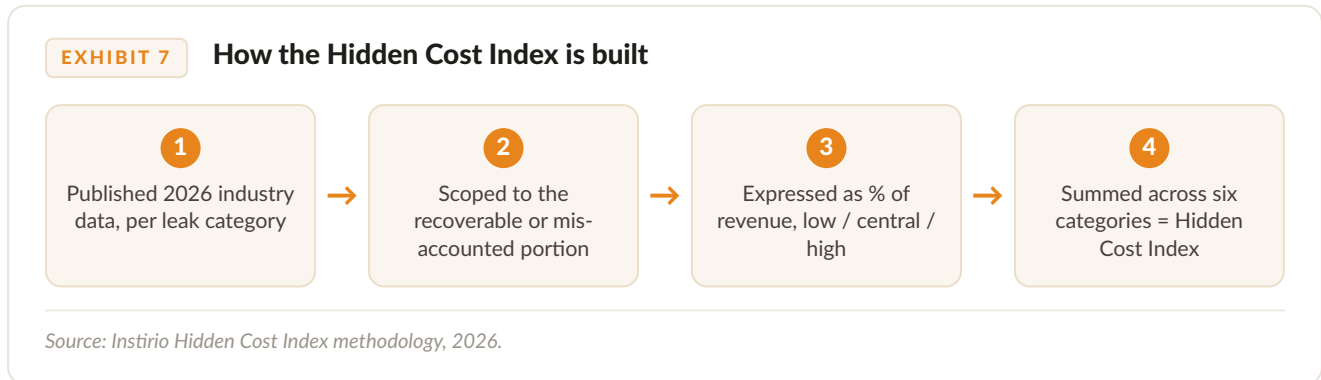 EXHIBIT 7
How the Hidden Cost Index is built
1
Published 2026 industry
data, per leak category
→
2
Scoped to the
recoverable or mis-
accounted portion
→
3
Expressed as % of
revenue, low / central /
high
→
4
Summed across six
categories = Hidden
Cost Index
Source: Instirio Hidden Cost Index methodology, 2026.